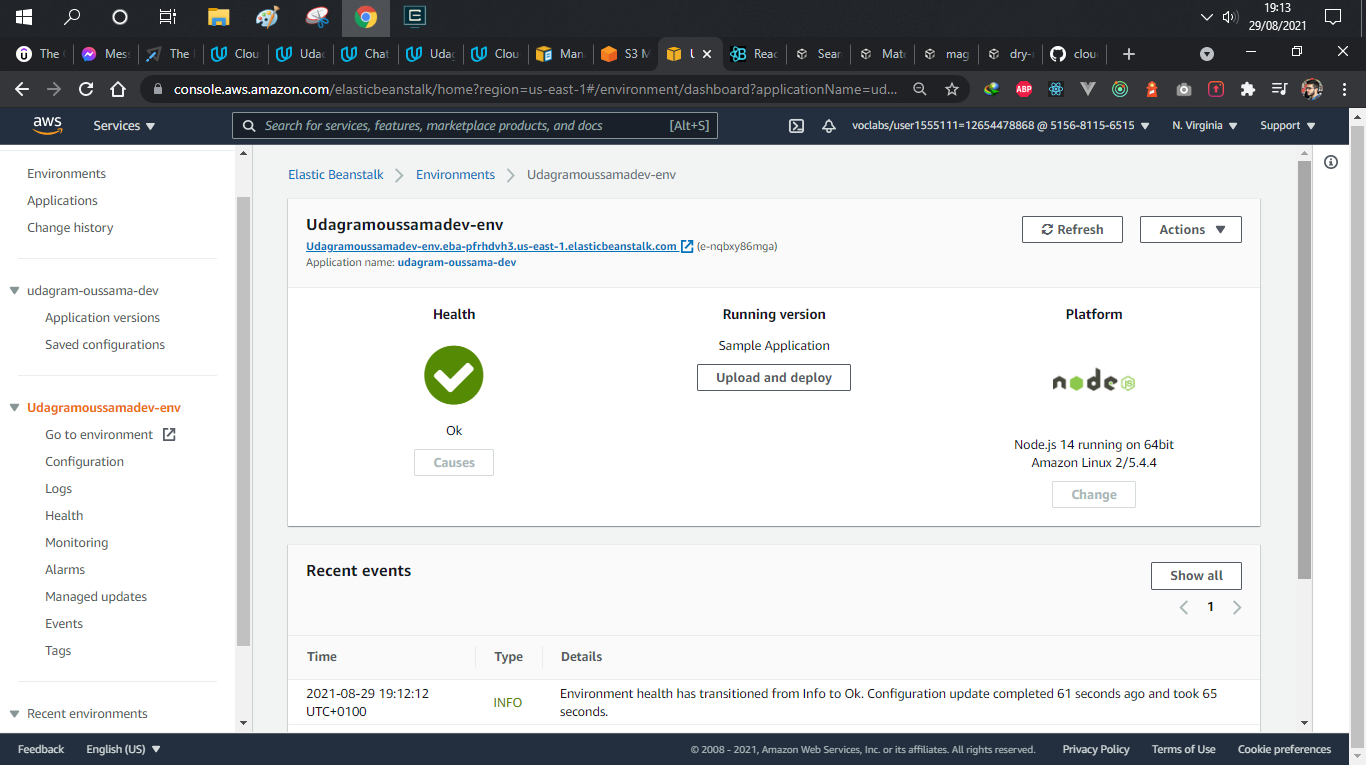 19:13
29/08/2021
The
Mess
The
Clou
Udac
Chat
Udag
Clou
Man
S3 M
U
Reac
Sear
Mate
mag
dry-
clou
console.aws.amazon.com/elasticbeanstalk/home?region=us-east-1#/environment/dashboard?applicationName=ud...
ABP
aws
Services
Search for services, features, marketplace products, and docs
[Alt+S]
voclabs/user1555111=12654478868 @ 5156-8115-6515
N. Virginia
Support
Environments
Applications
Change history
udagram-oussama-dev
Application versions
Saved configurations
Udagramoussamadev-env
Go to environment
Configuration
Logs
Health
Monitoring
Alarms
Managed updates
Events
Tags
Recent environments
Elastic Beanstalk
Environments
Udagramoussamadev-env
Udagramoussamadev-env
Udagramoussamadev-env.eba-pfrhdvh3.us-east-1.elasticbeanstalk.com (e-nqbxy86mga)
Application name: udagram-oussama-dev
Refresh
Actions
Health
Ok
Causes
Running version
Sample Application
Upload and deploy
Platform
node JS
Node.js 14 running on 64bit
Amazon Linux 2/5.4.4
Change
Recent events
Show all
1
Time
Type
Details
2021-08-29 19:12:12
UTC+0100
INFO
Environment health has transitioned from Info to Ok. Configuration update completed 61 seconds ago and took 65
seconds.
Feedback
English (US)
© 2008 - 2021, Amazon Web Services, Inc. or its affiliates. All rights reserved.
Privacy Policy
Terms of Use
Cookie preferences